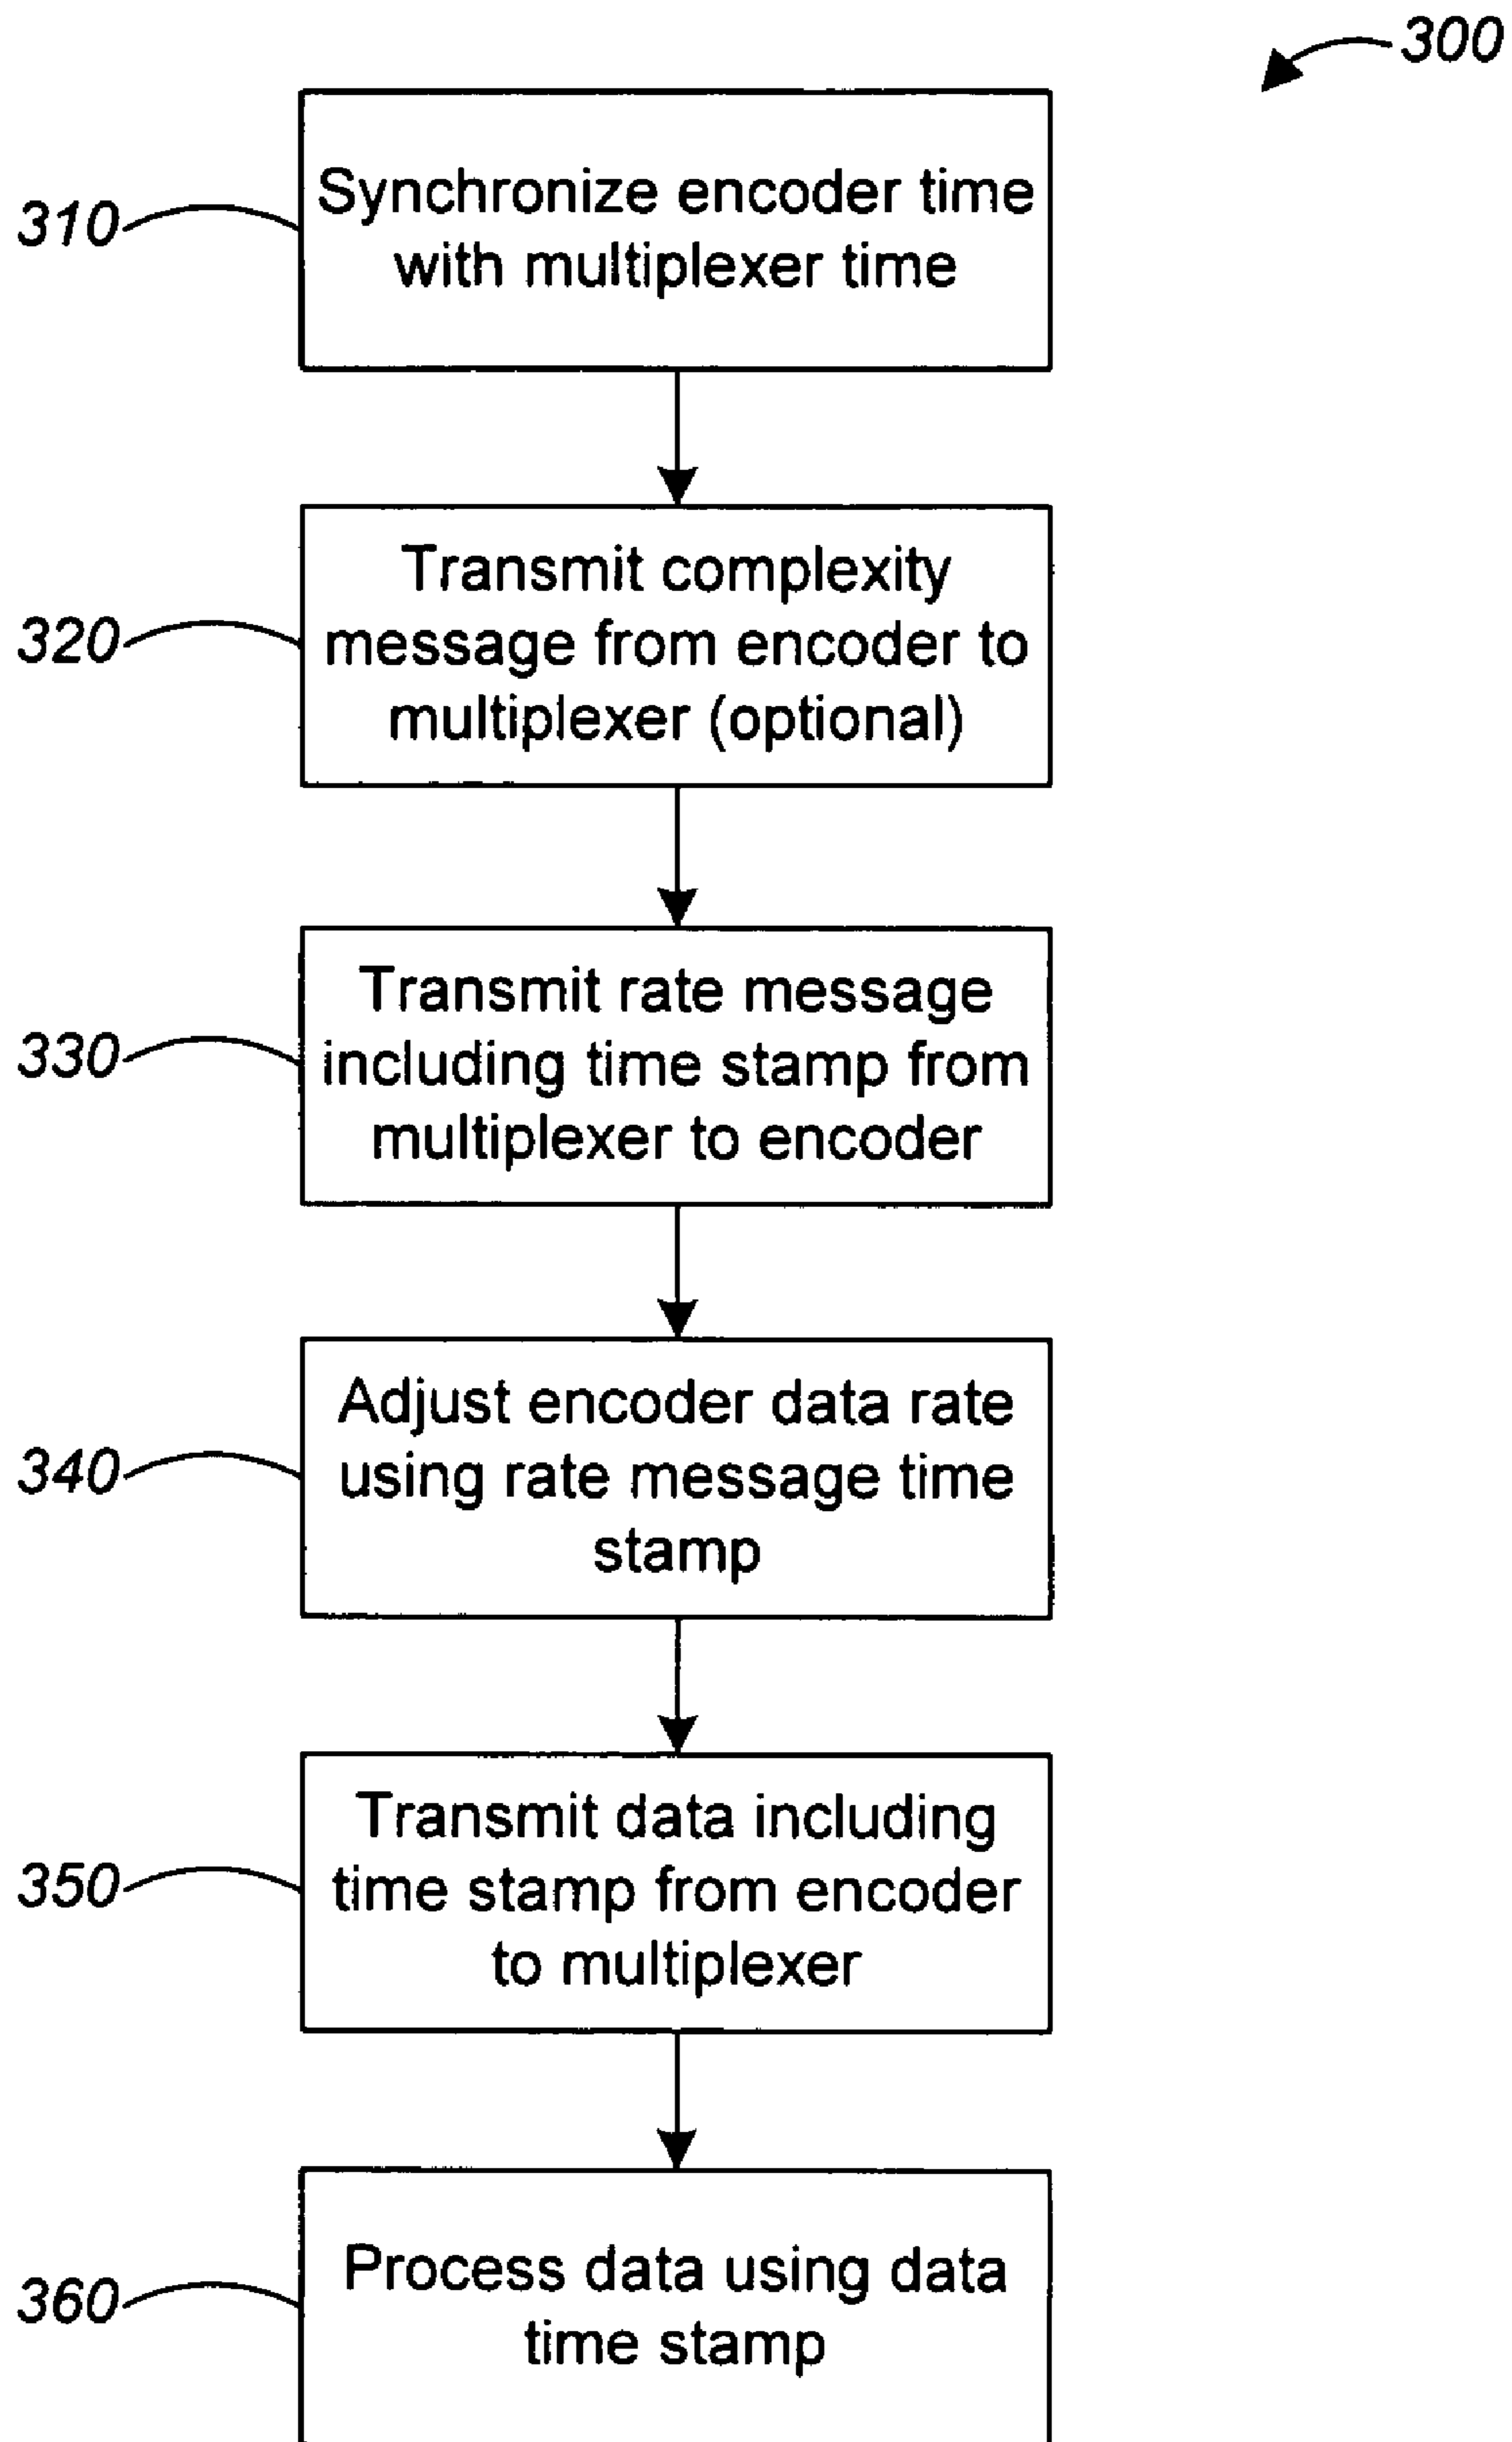 300
310
Synchronize encoder time
with multiplexer time
320
Transmit complexity
message from encoder to
multiplexer (optional)
330
Transmit rate message
including time stamp from
multiplexer to encoder
340
Adjust encoder data rate
using rate message time
stamp
350
Transmit data including
time stamp from encoder
to multiplexer
360
Process data using data
time stamp